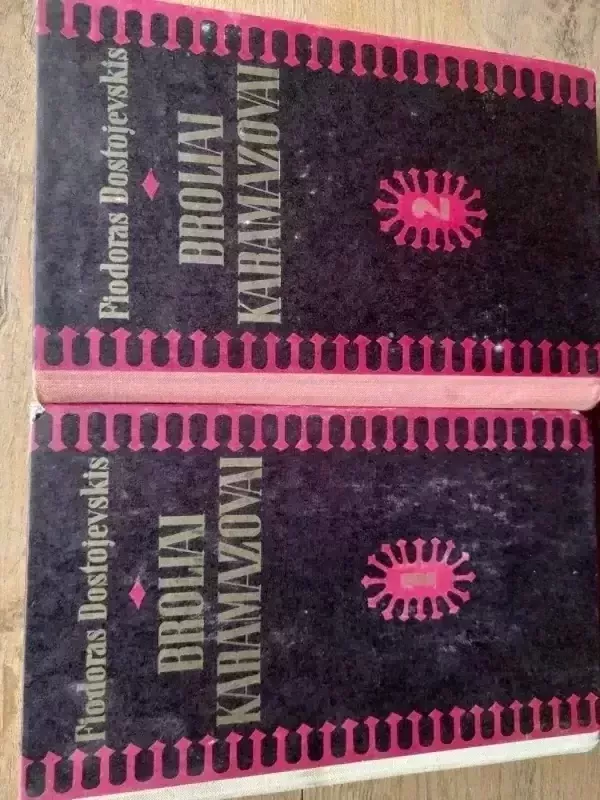 Fiodoras Dostojevskis
BROLIAI
KARAMAZOVAI
2
Fiodoras Dostojevskis
BROLIAI
KARAMAZOVAI
1